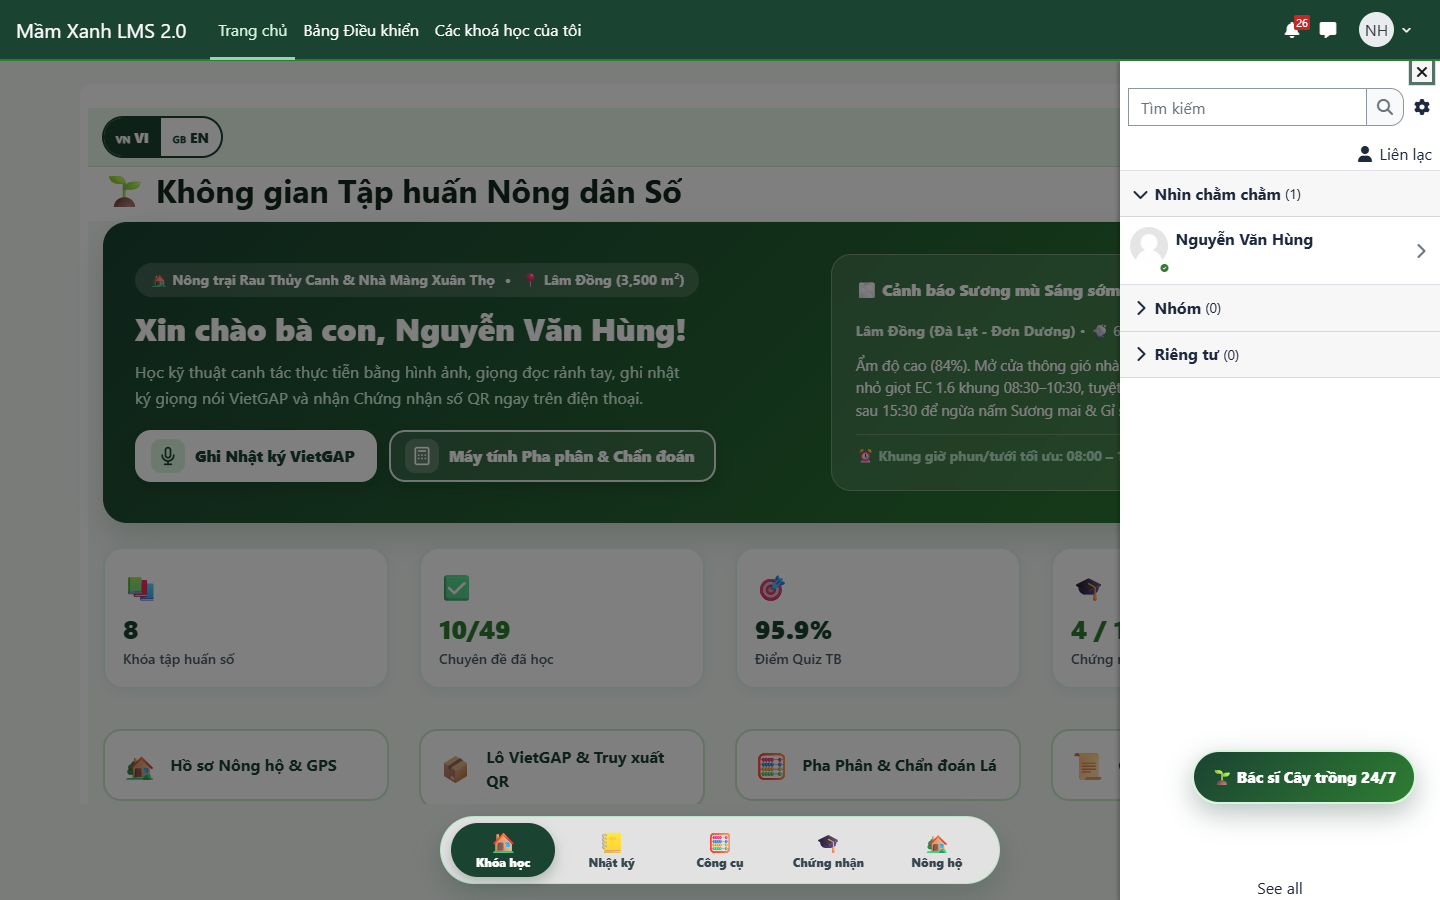 Mầm Xanh LMS 2.0
Trang chủ
Bảng Điều khiển
Các khoá học của tôi
26
NH
VN VI
GB EN
Không gian Tập huấn Nông dân Số
Nông trại Rau Thủy Canh & Nhà Màng Xuân Thọ • Lâm Đồng (3,500 m²)
Xin chào bà con, Nguyễn Văn Hùng!
Học kỹ thuật canh tác thực tiễn bằng hình ảnh, giọng đọc rảnh tay, ghi nhật
ký giọng nói VietGAP và nhận Chứng nhận số QR ngay trên điện thoại.
Ghi Nhật ký VietGAP
Máy tính Pha phân & Chẩn đoán
Cảnh báo Sương mù Sáng sớm
Lâm Đồng (Đà Lạt - Đơn Dương) • 6
Ẩm độ cao (84%). Mở cửa thông gió nhà
nhỏ giọt EC 1.6 khung 08:30–10:30, tuyệt
sau 15:30 để ngừa nấm Sương mai & Gỉ
Khung giờ phun/tưới tối ưu: 08:00 –
8
Khóa tập huấn số
10/49
Chuyên đề đã học
95.9%
Điểm Quiz TB
4 / 1
Chứng
Hồ sơ Nông hộ & GPS
Lô VietGAP & Truy xuất
QR
Pha Phân & Chẩn đoán Lá
Khóa học
Nhật ký
Công cụ
Chứng nhận
Nông hộ
Tìm kiếm
Liên lạc
Nhìn chằm chằm (1)
Nguyễn Văn Hùng
Nhóm (0)
Riêng tư (0)
Bác sĩ Cây trồng 24/7
See all